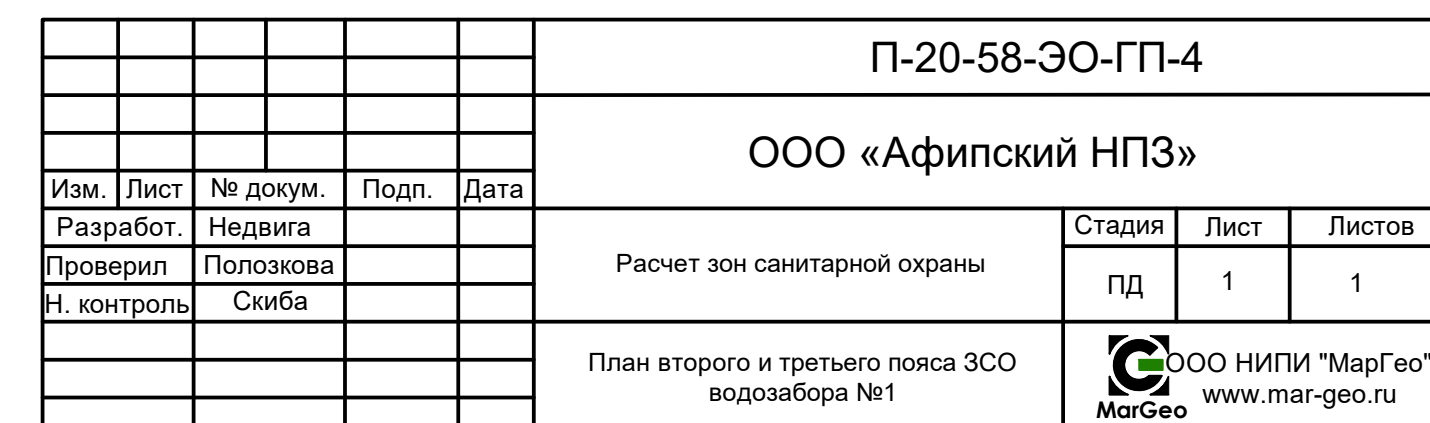 П-20-58-ЭО-ГП-4
ООО «Афипский НПЗ»
Изм. Лист № докум. Подп. Дата
Разработ. Недвига
Проверил Полозкова
Н. контроль Скиба
Расчет зон санитарной охраны
Стадия Лист Листов
ПД 1 1
План второго и третьего пояса ЗСО
водозабора №1
MarGeo
ООО НИПИ "МарГео"
www.mar-geo.ru